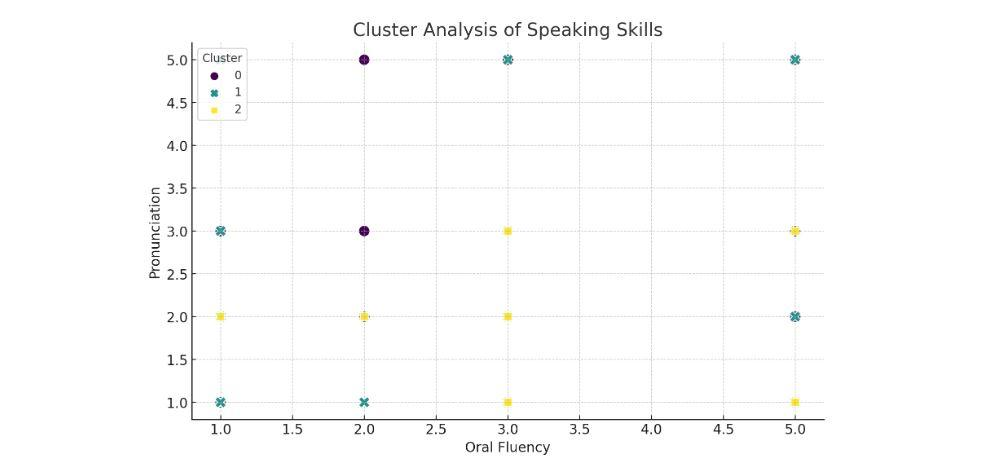 Cluster Analysis of Speaking Skills
Cluster
0
1
2
5.0
4.5
4.0
3.5
3.0
2.5
2.0
1.5
1.0
Pronunciation
1.0 1.5 2.0 2.5 3.0 3.5 4.0 4.5 5.0
Oral Fluency